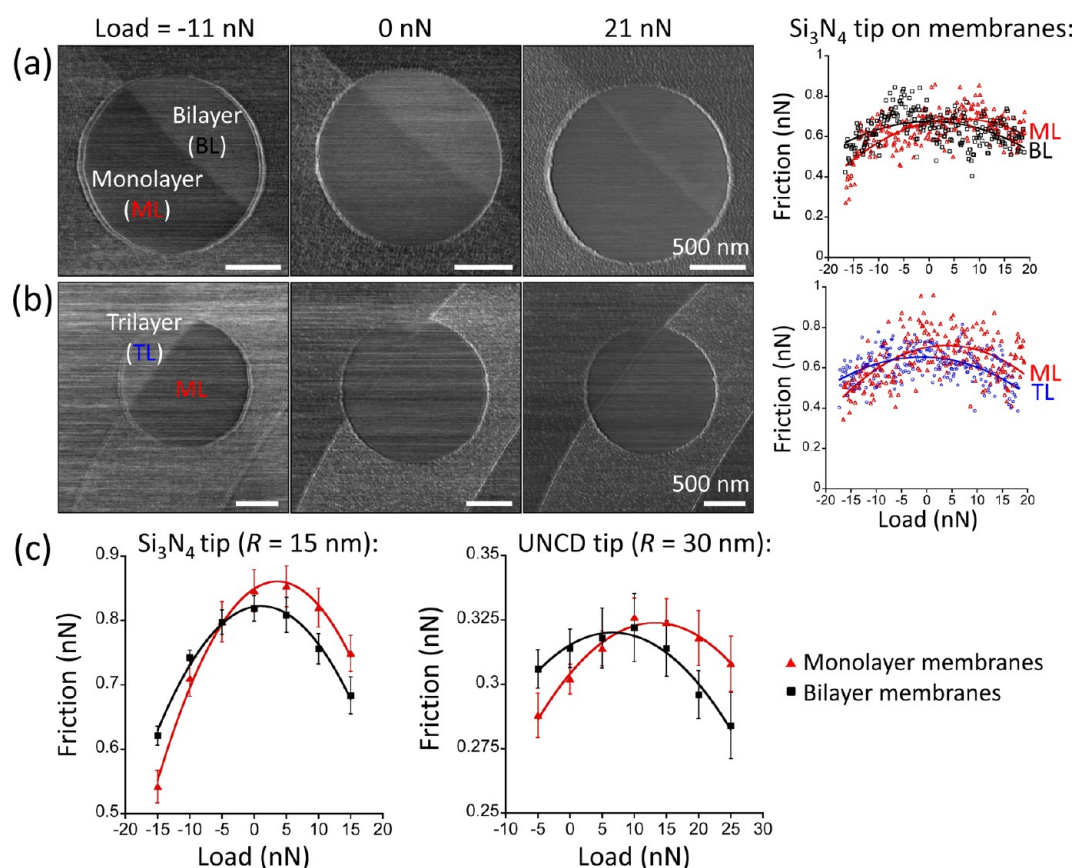 Load = -11 nN 0 nN 21 nN Si₃N₄ tip on membranes:
(a)
Bilayer
(BL)
Monolayer
(ML)
500 nm
Friction (nN)
1
0.8
0.6
0.4
0.2
0
-20 -15 -10 -5 0 5 10 15 20
ML
BL
(b)
Trilayer
(TL)
ML
500 nm
Friction (nN)
1
0.8
0.6
0.4
0.2
0
-20 -15 -10 -5 0 5 10 15 20
Load (nN)
ML
TL
(c)
Si₃N₄ tip (R = 15 nm):
Friction (nN)
0.9
0.8
0.7
0.6
0.5
-20 -15 -10 -5 0 5 10 15 20
Load (nN)
UNCD tip (R = 30 nm):
Friction (nN)
0.35
0.325
0.3
0.275
0.25
-10 -5 0 5 10 15 20 25 30
Load (nN)
Monolayer membranes
Bilayer membranes